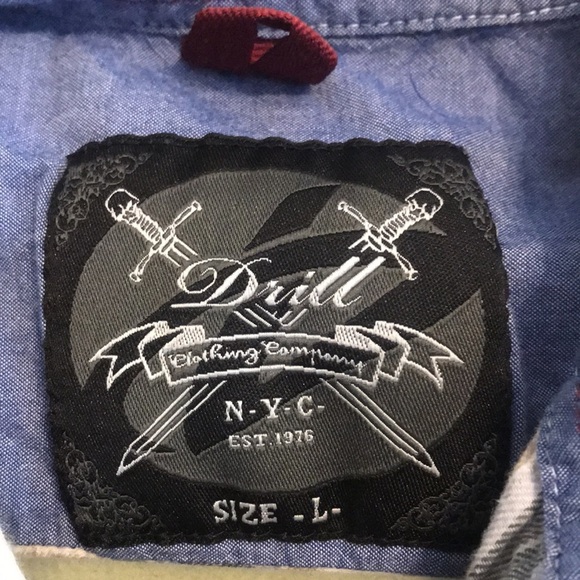 Drill
Clothing Company
N-Y-C-
EST.1976
SIZE -L-